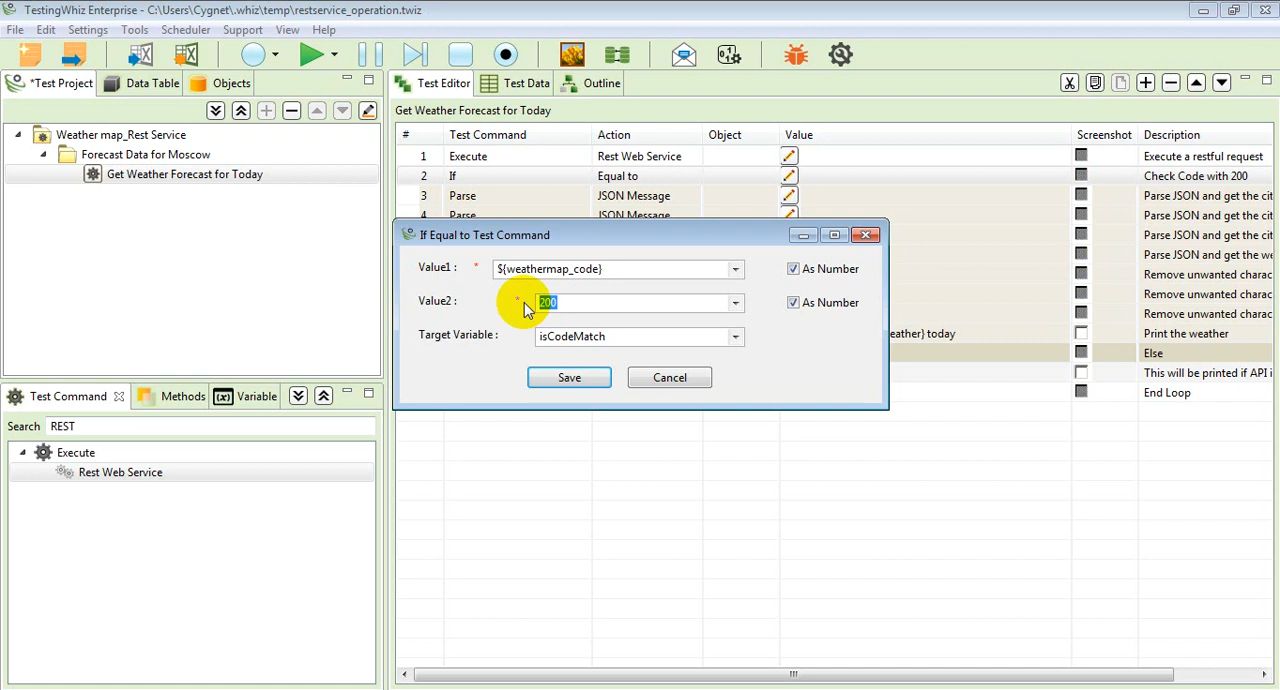 TestingWhiz Enterprise - C:\Users\Cygnet\.whiz\temp\restservice_operation.twiz
File Edit Settings Tools Scheduler Support View Help
*Test Project Data Table Objects
Test Editor Test Data Outline
Get Weather Forecast for Today
Weather map_Rest Service
Forecast Data for Moscow
Get Weather Forecast for Today
# Test Command Action Object Value Screenshot Description
1 Execute Rest Web Service Execute a restful request
2 If Equal to Check Code with 200
3 Parse JSON Message Parse JSON and get the cit
4 Parse JSON Message Parse JSON and get the cit
Parse JSON and get the cit
Parse JSON and get the we
Remove unwanted charac
Remove unwanted charac
Remove unwanted charac
eather} today Print the weather
Else
This will be printed if API i
End Loop
If Equal to Test Command
Value1 : * ${weathermap_code} As Number
Value2 : * 200 As Number
Target Variable : isCodeMatch
Save Cancel
Test Command Methods Variable
Search REST
Execute
Rest Web Service